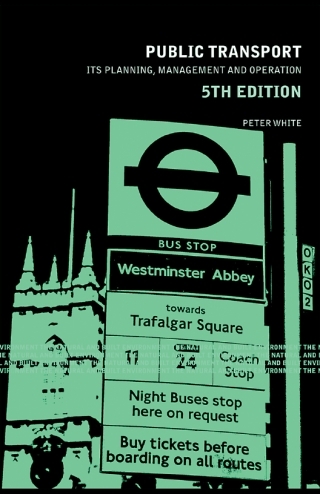 PUBLIC TRANSPORT
ITS PLANNING, MANAGEMENT AND OPERATION
5TH EDITION
PETER WHITE
BUS STOP
Westminster Abbey
towards
Trafalgar Square
11
24
Coach
Stop
Night Buses stop
here on request
Buy tickets before
boarding on all routes